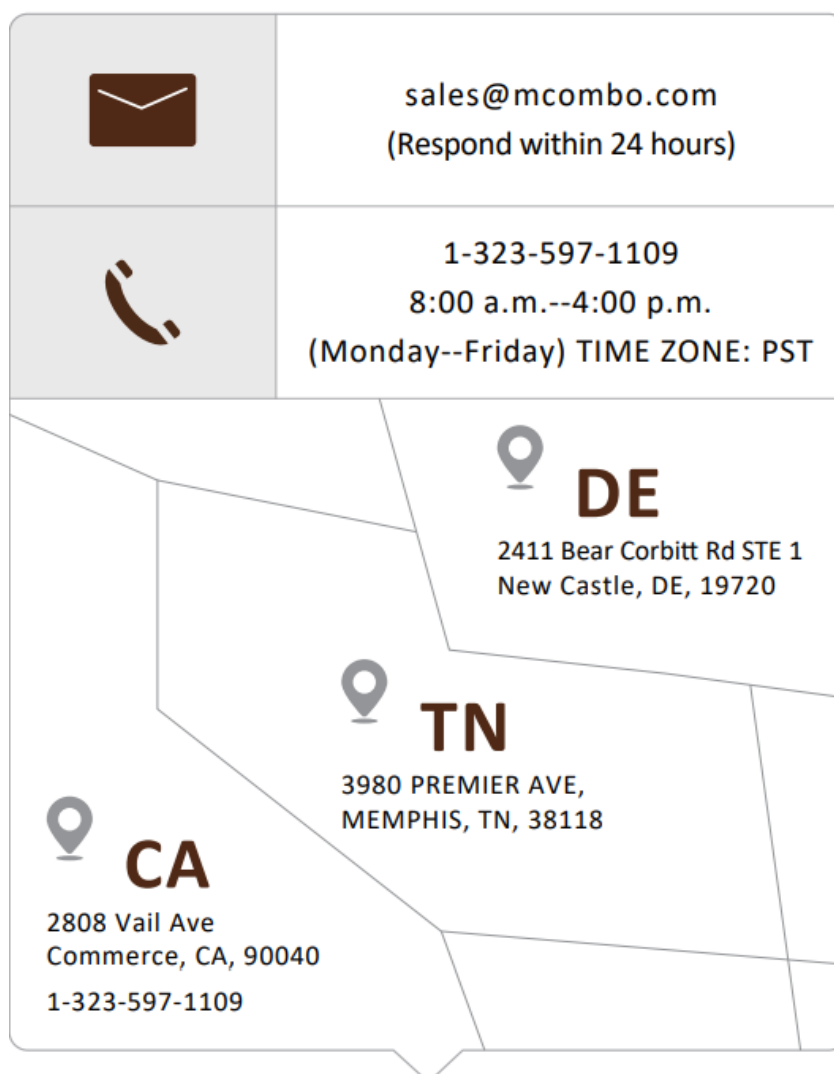 sales@mcombo.com
(Respond within 24 hours)
1-323-597-1109
8:00 a.m.--4:00 p.m.
(Monday--Friday) TIME ZONE: PST
DE
2411 Bear Corbitt Rd STE 1
New Castle, DE, 19720
TN
3980 PREMIER AVE,
MEMPHIS, TN, 38118
CA
2808 Vail Ave
Commerce, CA, 90040
1-323-597-1109